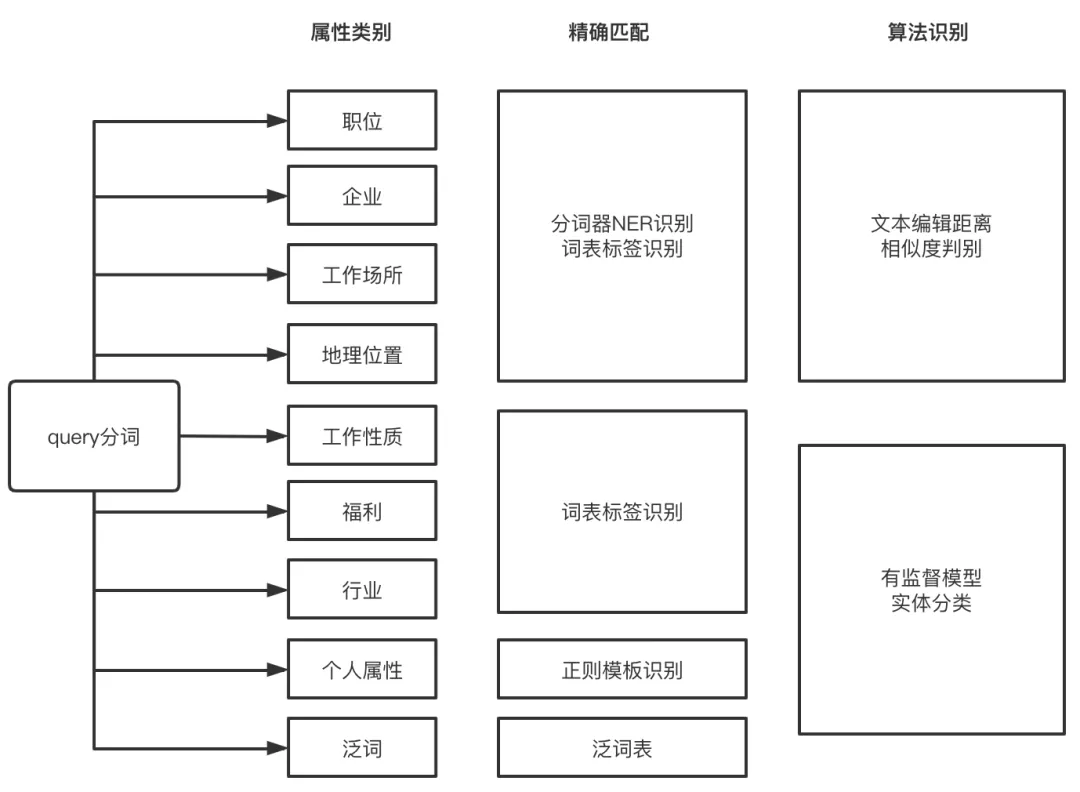 属性类别
精确匹配
算法识别
职位
企业
工作场所
地理位置
query分词
工作性质
福利
行业
个人属性
泛词
分词器NER识别
词表标签识别
词表标签识别
正则模板识别
泛词表
文本编辑距离
相似度判别
有监督模型
实体分类